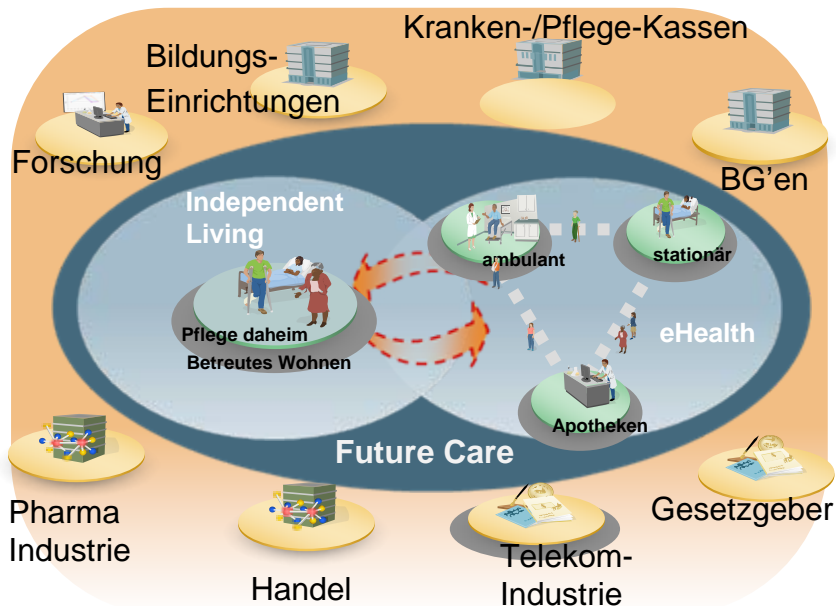 Kranken-/Pflege-Kassen
Bildungs-
Einrichtungen
Forschung
BG'en
Independent
Living
ambulant
stationär
Pflege daheim
Betreutes Wohnen
eHealth
Apotheken
Future Care
Pharma
Industrie
Handel
Telekom-
Industrie
Gesetzgeber